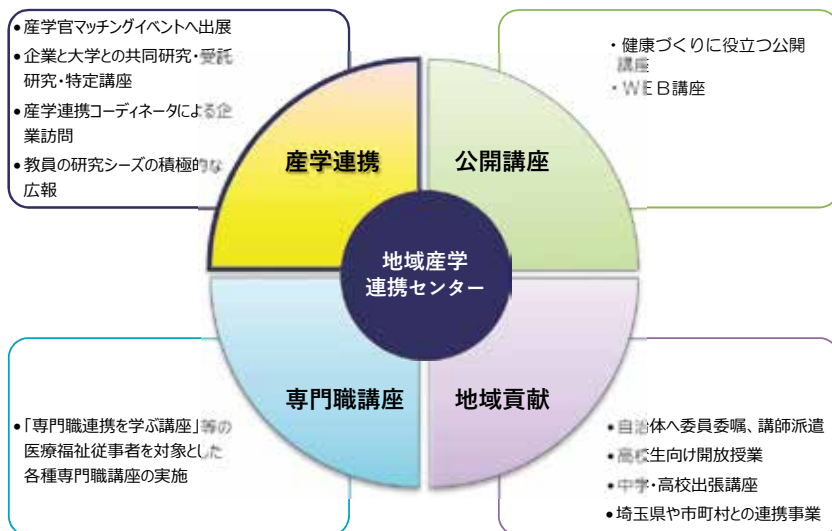 •産学官マッチングイベントへ出展
•企業と大学との共同研究・受託
研究・特定講座
•産学連携コーディネータによる企
業訪問
•教員の研究シーズの積極的な
広報
・健康づくりに役立つ公開
講座
・WEB講座
産学連携
公開講座
地域産学
連携センター
専門職講座
地域貢献
•「専門職連携を学ぶ講座」等の
医療福祉従事者を対象とした
各種専門職講座の実施
•自治体へ委員委嘱、講師派遣
•高校生向け開放授業
•中学・高校出張講座
•埼玉県や市町村との連携事業